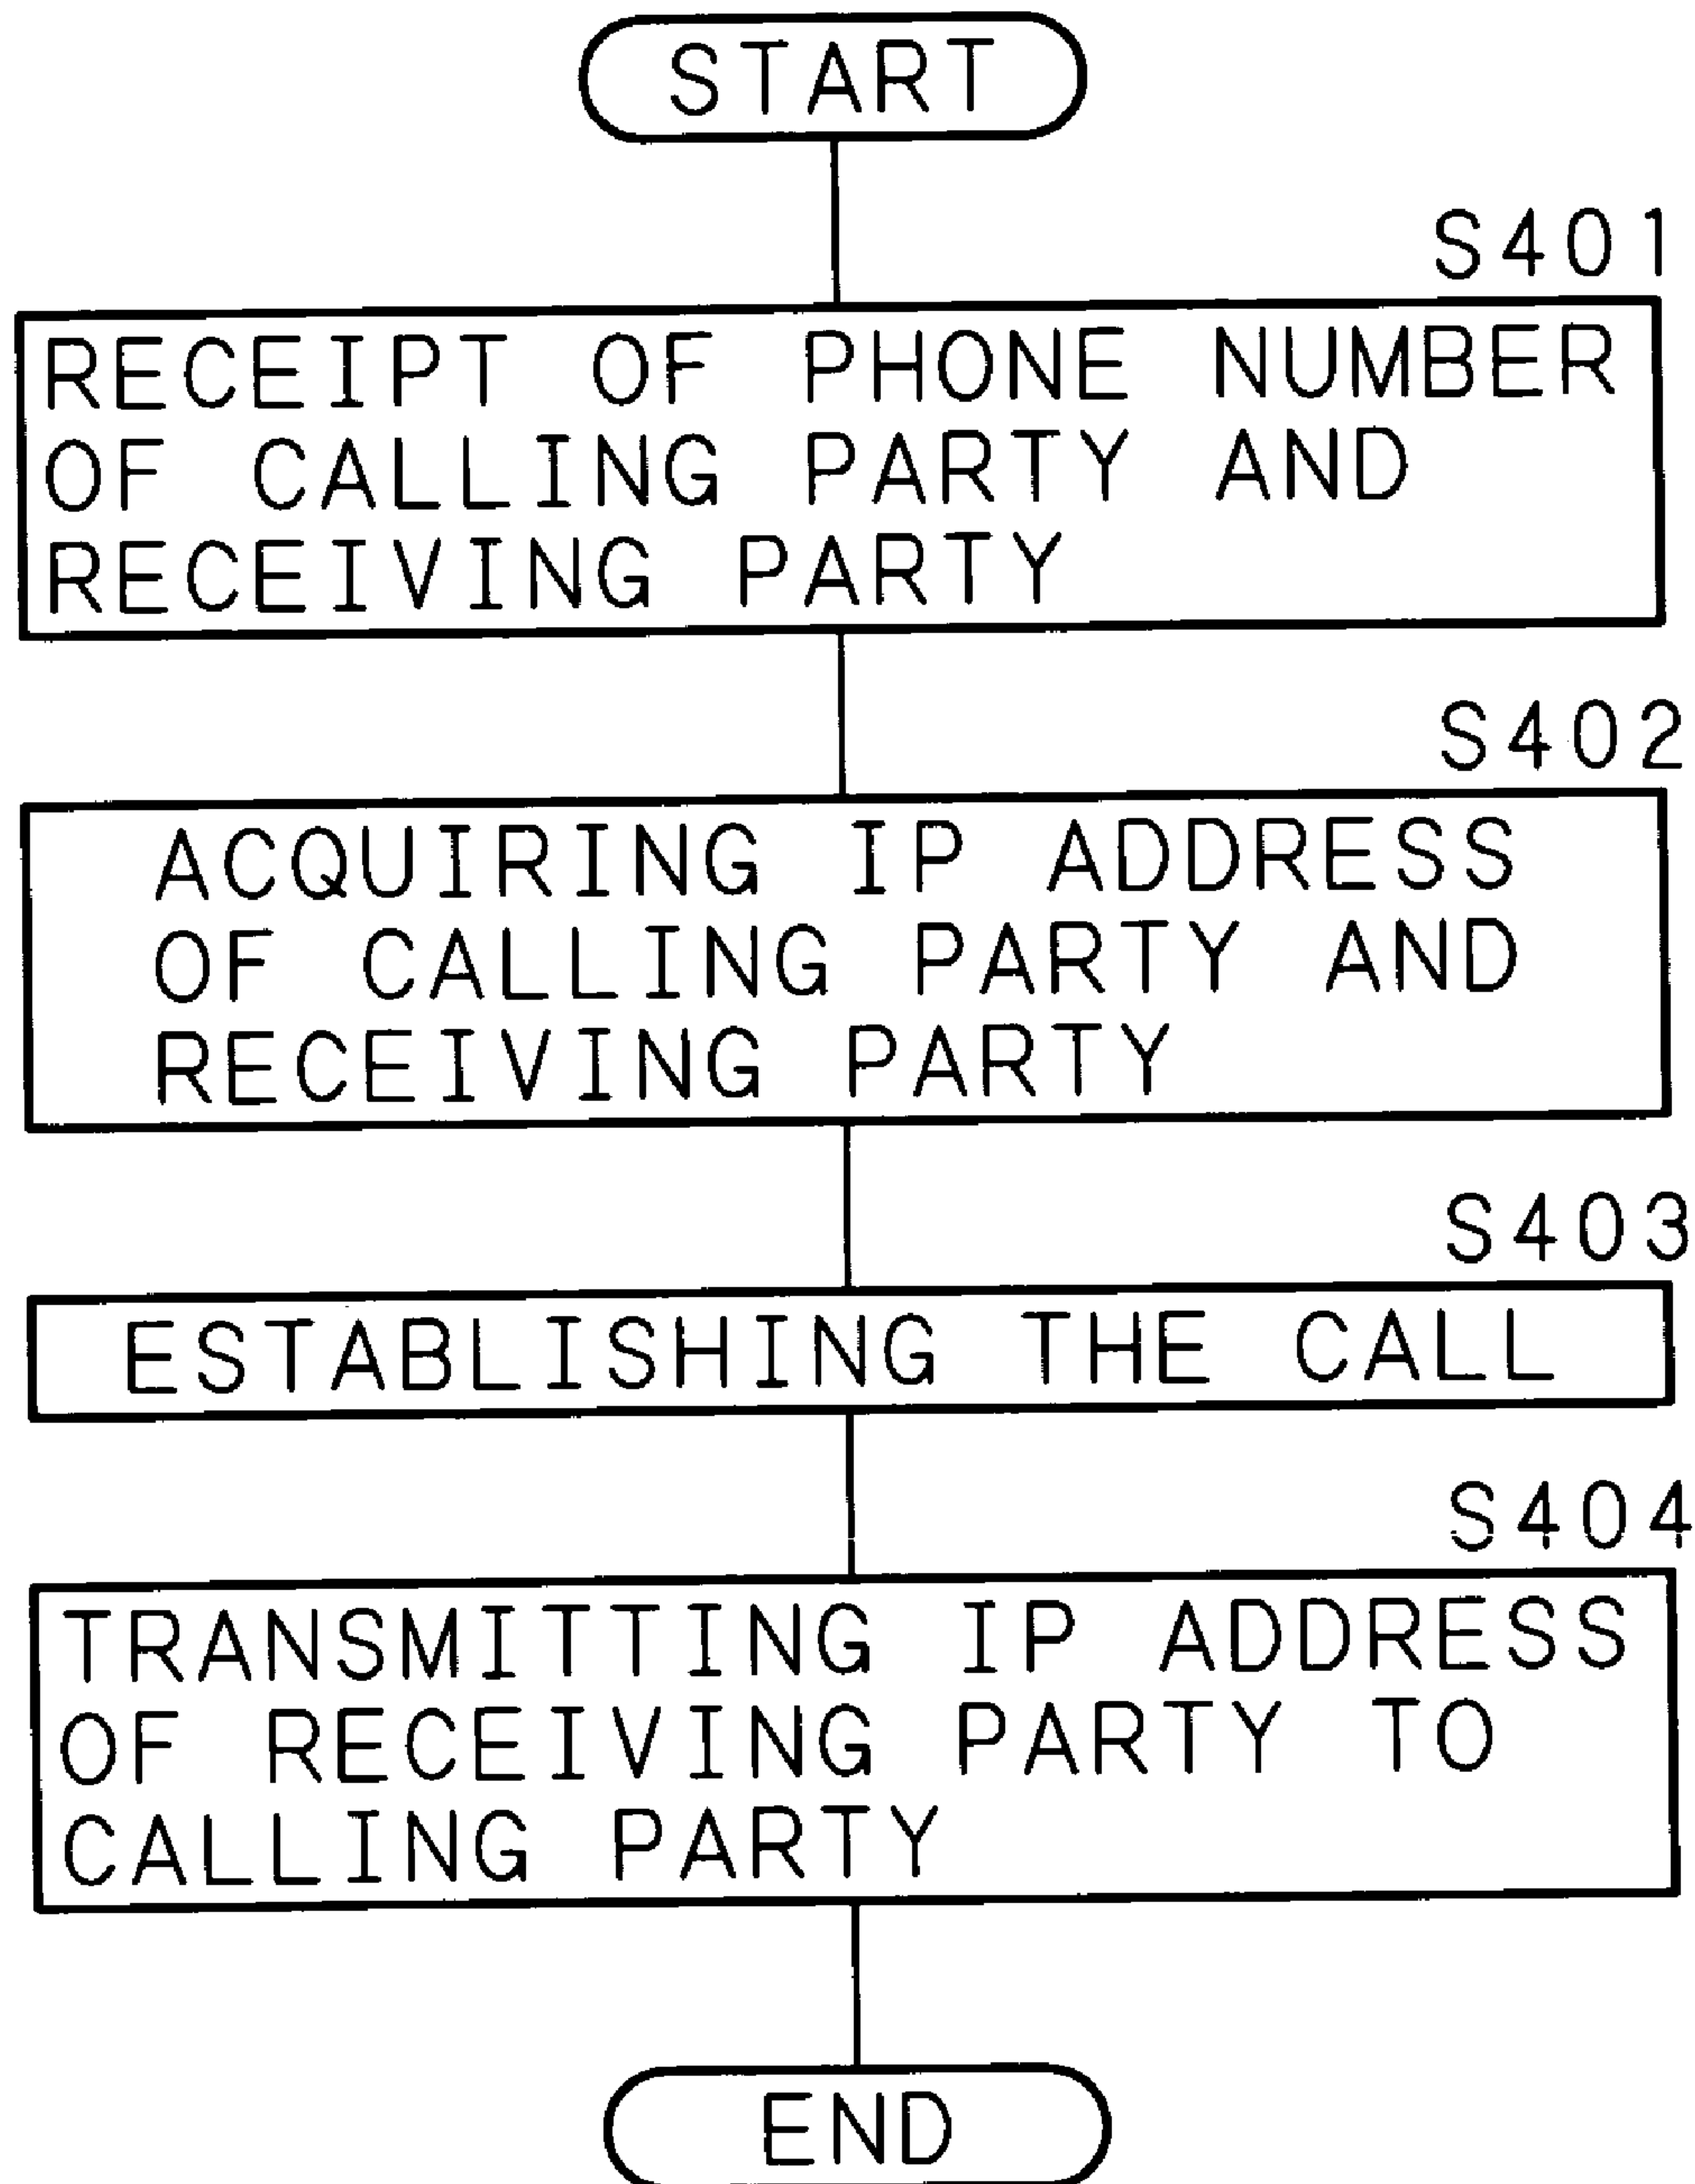 START
S401
RECEIPT OF PHONE NUMBER
OF CALLING PARTY AND
RECEIVING PARTY
S402
ACQUIRING IP ADDRESS
OF CALLING PARTY AND
RECEIVING PARTY
S403
ESTABLISHING THE CALL
S404
TRANSMITTING IP ADDRESS
OF RECEIVING PARTY TO
CALLING PARTY
END